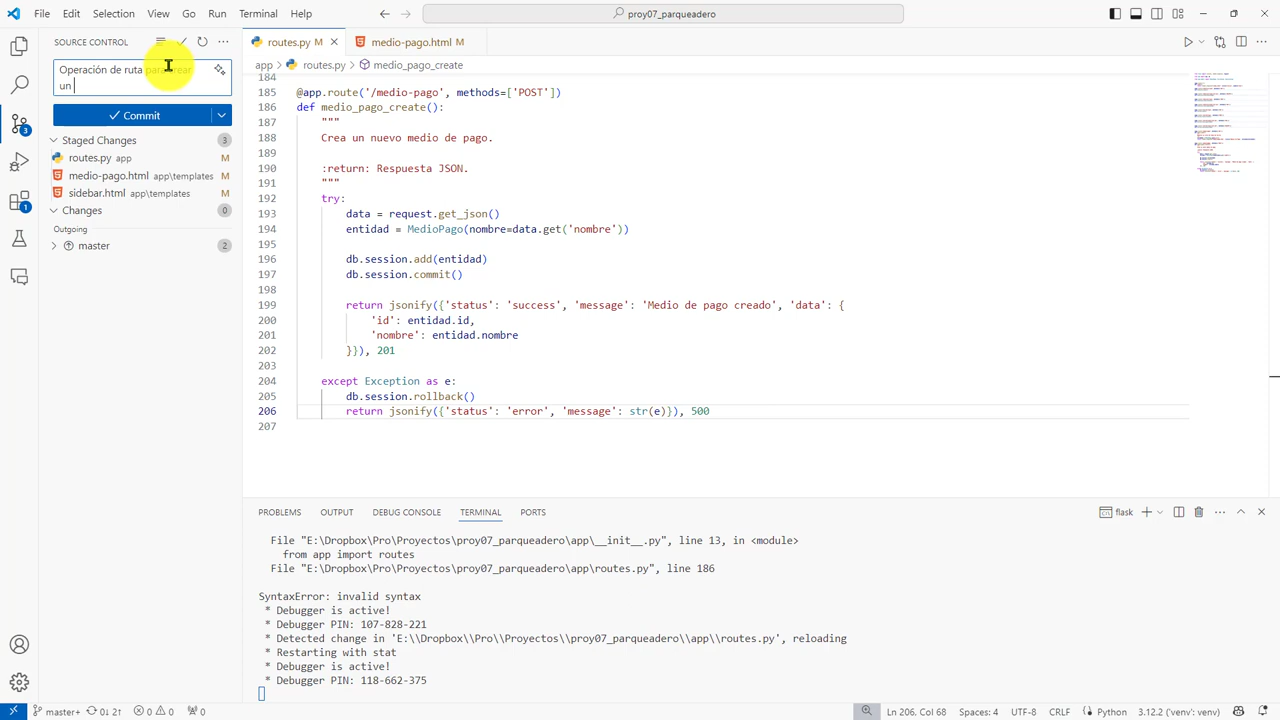 File Edit Selection View Go Run Terminal Help
proy07_parqueadero
SOURCE CONTROL
Operación de ruta para crear
un
Commit
Staged Changes
routes.py app M
medio-pago.html app\templates M
side-bar.html app\templates M
Changes 0
Outgoing
master 2
3
1
routes.py M
medio-pago.html M
app > routes.py > medio_pago_create
184
185 @app. ('/medio-pago', methods= '])
186 def medio_pago_create():
187 """
188 de
189
190 :return
191 """
192 try:
193 data = request.get_json()
194 entidad = MedioPago(nombre=data.get('nombre'))
195
196 db.session.add(entidad)
197 db.session.commit()
198
199 return jsonify({'status': 'success', 'message': 'Medio de pago creado', 'data': {
200 'id': entidad.id,
201 'nombre': entidad.nombre
202 }}), 201
203
204 except Exception as e:
205 db.session.rollback()
206 return jsonify({'status': 'error', 'message': str(e)}), 500
207
PROBLEMS OUTPUT DEBUG CONSOLE TERMINAL PORTS
flask
File "E:\Dropbox\Pro\Proyectos\proy07_parqueadero\app\__init__.py", line 13, in <module>
from app import routes
File "E:\Dropbox\Pro\Proyectos\proy07_parqueadero\app\routes.py", line 186
SyntaxError: invalid syntax
* Debugger is active!
* Debugger PIN: 107-828-221
* Detected change in 'E:\\Dropbox\\Pro\\Proyectos\\proy07_parqueadero\\app\\routes.py', reloading
* Restarting with stat
* Debugger is active!
* Debugger PIN: 118-662-375
master+ 0↓ 2↑ 0 0 0
Ln 206, Col 68 Spaces: 4 UTF-8 CRLF Python 3.12.2 ('venv': venv)